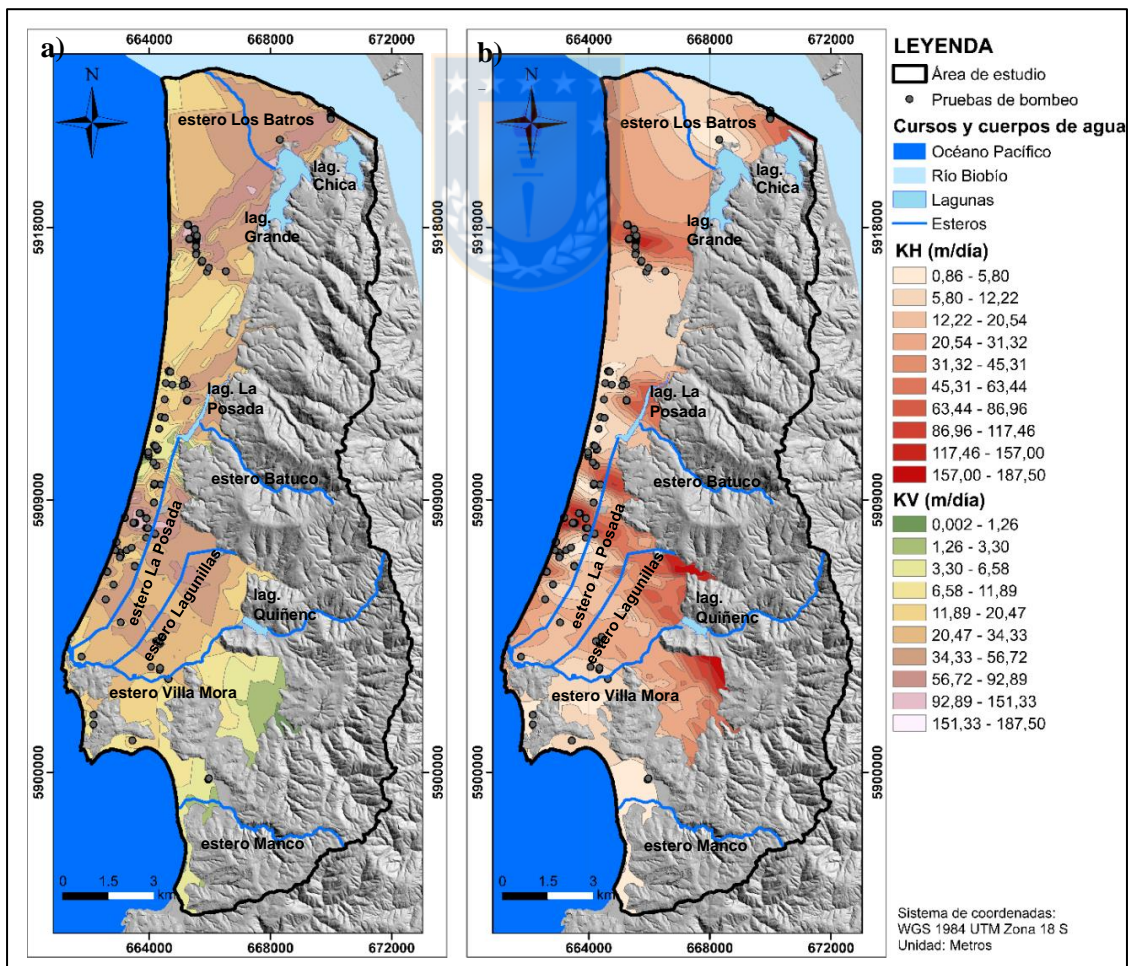 a)
664000
668000
672000
N
estero Los Batros
lag.
Chica
lag.
Grande
5918000
lag. La
Posada
estero Batuco
5909000
estero La Posada
estero Lagunillas
lag.
Quiñenc
estero Villa Mora
5900000
estero Manco
0 1.5 3
km
664000
668000
672000
b)
664000
668000
672000
N
estero Los Batros
lag.
Chica
lag.
Grande
5918000
lag. La
Posada
estero Batuco
5909000
estero La Posada
estero Lagunillas
lag.
Quiñenc
estero Villa Mora
5900000
estero Manco
0 1.5 3
km
664000
668000
672000
LEYENDA
Área de estudio
Pruebas de bombeo
Cursos y cuerpos de agua
Océano Pacífico
Río Biobío
Lagunas
Esteros
KH (m/día)
0,86 - 5,80
5,80 - 12,22
12,22 - 20,54
20,54 - 31,32
31,32 - 45,31
45,31 - 63,44
63,44 - 86,96
86,96 - 117,46
117,46 - 157,00
157,00 - 187,50
KV (m/día)
0,002 - 1,26
1,26 - 3,30
3,30 - 6,58
6,58 - 11,89
11,89 - 20,47
20,47 - 34,33
34,33 - 56,72
56,72 - 92,89
92,89 - 151,33
151,33 - 187,50
Sistema de coordenadas:
WGS 1984 UTM Zona 18 S
Unidad: Metros